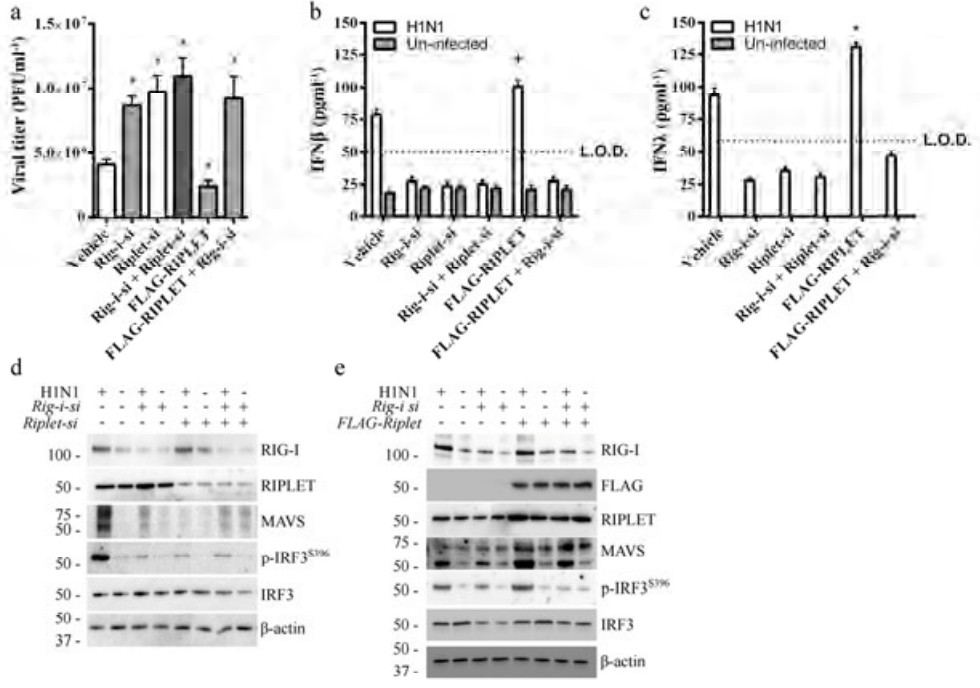 a
Viral titer (PFU/ml⁻¹)
1.5×10⁷
1.0×10⁷
5.0×10⁶
0
Vehicle
Rig-i-si
Riplet-si
Rig-i-si + Riplet-si
FLAG-RIPLET
FLAG-RIPLET + Rig-i-si
b
H1N1
Un-infected
IFNβ (pgml⁻¹)
150
125
100
75
50
25
0
L.O.D.
Vehicle
Rig-i-si
Riplet-si
Rig-i-si + Riplet-si
FLAG-RIPLET
FLAG-RIPLET + Rig-i-si
c
H1N1
Un-infected
IFNλ (pgml⁻¹)
150
125
100
75
50
25
0
L.O.D.
Vehicle
Rig-i-si
Riplet-si
Rig-i-si + Riplet-si
FLAG-RIPLET
FLAG-RIPLET + Rig-i-si
d
H1N1 + - + - + - + -
Rig-i-si - - + + - - + +
Riplet-si - - - - + + + +
100 - RIG-I
50 - RIPLET
75 -
50 - MAVS
50 - p-IRF3S396
50 - IRF3
50 -
37 - β-actin
e
H1N1 + - + - + - + -
Rig-i si - - + + - - + +
FLAG-Riplet - - - - + + + +
100 - RIG-I
50 - FLAG
50 - RIPLET
75 -
50 - MAVS
50 - p-IRF3S396
50 - IRF3
50 -
37 - β-actin